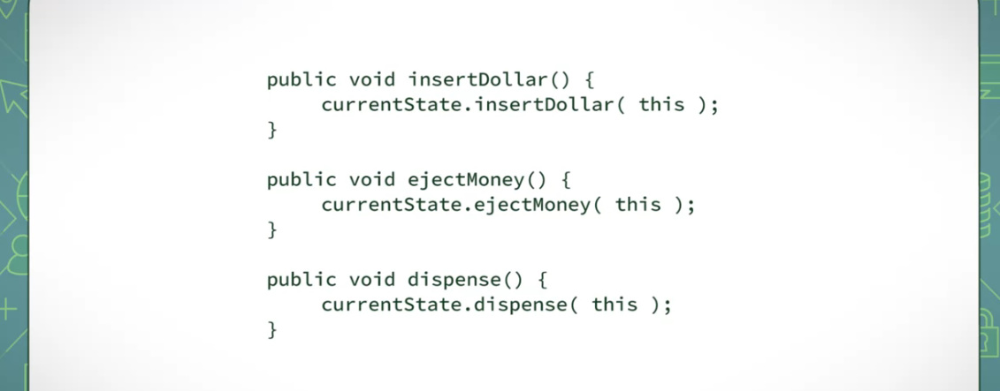 public void insertDollar() {
currentState.insertDollar( this );
}
public void ejectMoney() {
currentState.ejectMoney( this );
}
public void dispense() {
currentState.dispense( this );
}